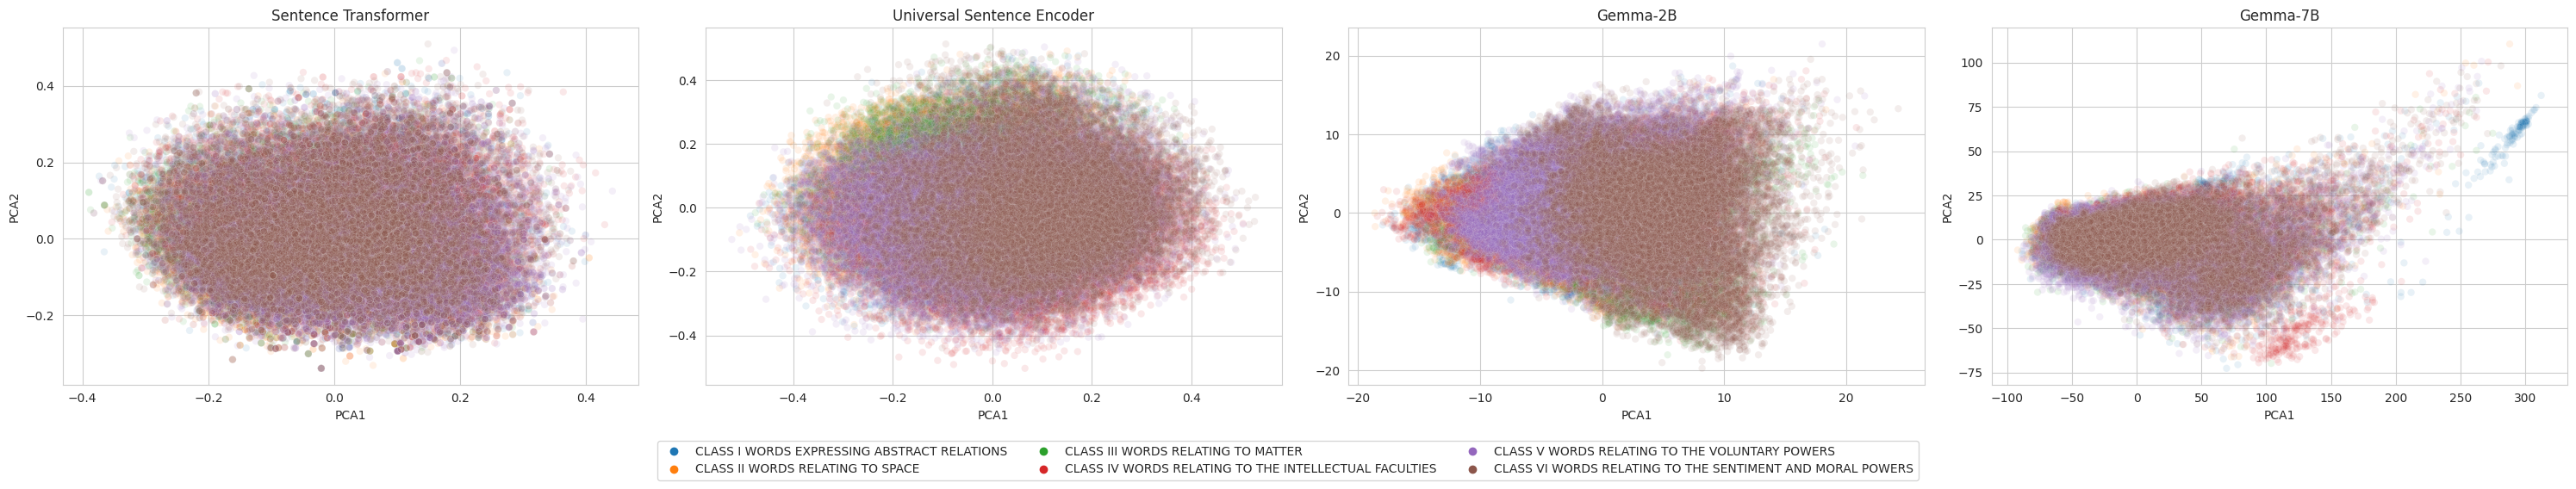 Sentence Transformer
0.4
0.2
0.0
−0.2
−0.4
−0.2
0.0
0.2
0.4
PCA1
PCA2
Universal Sentence Encoder
0.4
0.2
0.0
−0.2
−0.4
−0.4
−0.2
0.0
0.2
0.4
PCA1
PCA2
Gemma-2B
20
10
0
−10
−20
−20
−10
0
10
20
PCA1
PCA2
Gemma-7B
100
75
50
25
0
−25
−50
−75
−100
−50
0
50
100
150
200
250
300
PCA1
PCA2
CLASS I WORDS EXPRESSING ABSTRACT RELATIONS
CLASS II WORDS RELATING TO SPACE
CLASS III WORDS RELATING TO MATTER
CLASS IV WORDS RELATING TO THE INTELLECTUAL FACULTIES
CLASS V WORDS RELATING TO THE VOLUNTARY POWERS
CLASS VI WORDS RELATING TO THE SENTIMENT AND MORAL POWERS